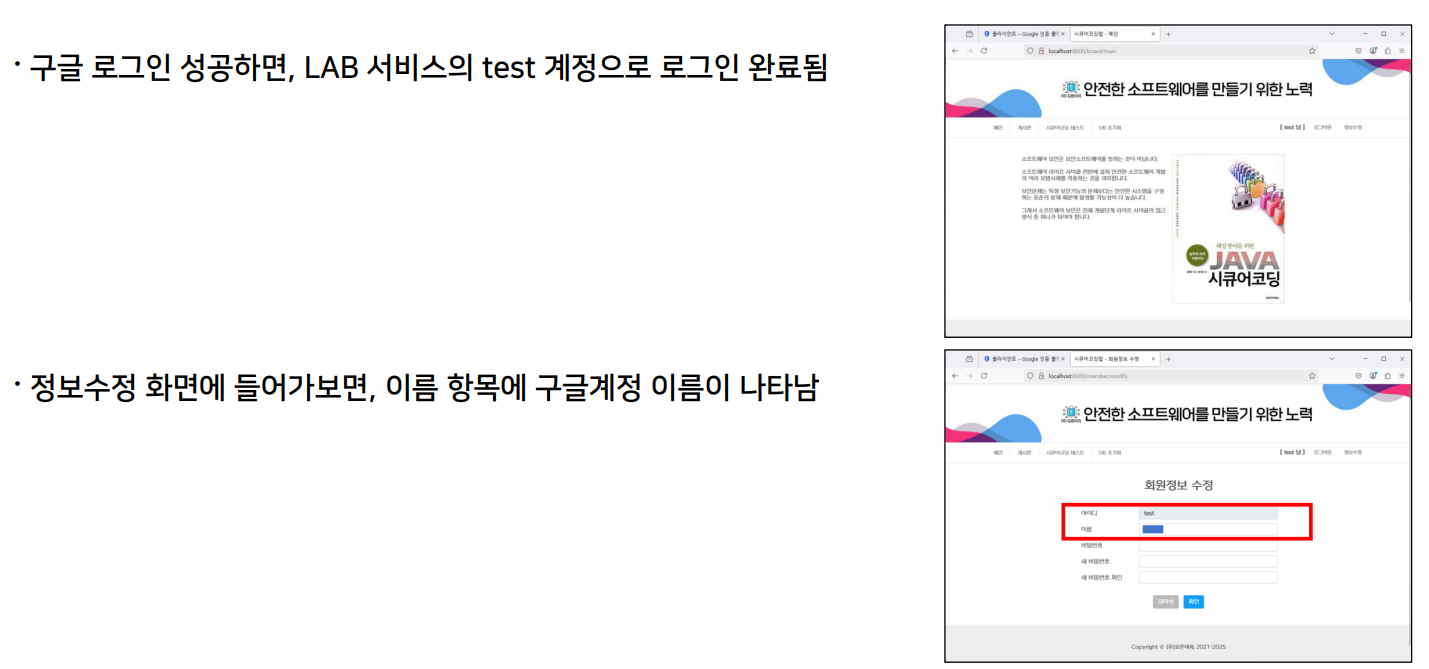 · 구글 로그인 성공하면, LAB 서비스의 test 계정으로 로그인 완료됨
클라이언트 – Google 인증 플
시큐어코딩랩 - 메인
localhost:8000/board/main
안전한 소프트웨어를 만들기 위한 노력
메인 게시판 시큐어코딩 테스트 DB 초기화 [ test 님 ] 로그아웃 정보수정
소프트웨어 보안은 보안소프트웨어를 뜻하는 것이 아닙니다.
소프트웨어 라이프 사이클 전반에 걸쳐 안전한 소프트웨어 개발
의 여러 모범사례를 적용하는 것을 의미합니다.
보안문제는 특정 보안기능의 문제보다는 안전한 시스템을 구성
하는 표준의 문제 때문에 발생할 가능성이 더 높습니다.
그래서 소프트웨어 보안은 전체 개발단계 라이프 사이클의 접근
방식 중 하나가 되어야 합니다.
해킹 방어를 위한
JAVA
시큐어코딩
· 정보수정 화면에 들어가보면, 이름 항목에 구글계정 이름이 나타남
클라이언트 – Google 인증 플
시큐어코딩랩 - 회원정보 수정
localhost:8000/member/modify
안전한 소프트웨어를 만들기 위한 노력
메인 게시판 시큐어코딩 테스트 DB 초기화 [ test 님 ] 로그아웃 정보수정
회원정보 수정
아이디 test
이름
비밀번호
새 비밀번호
새 비밀번호 확인
재작성 확인
Copyright © (주)오픈이지, 2021-2025